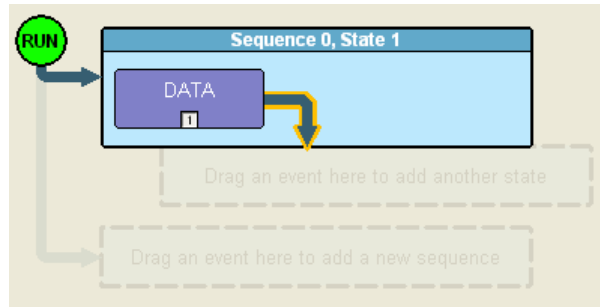 RUN
Sequence 0, State 1
DATA
1
Drag an event here to add another state
Drag an event here to add a new sequence